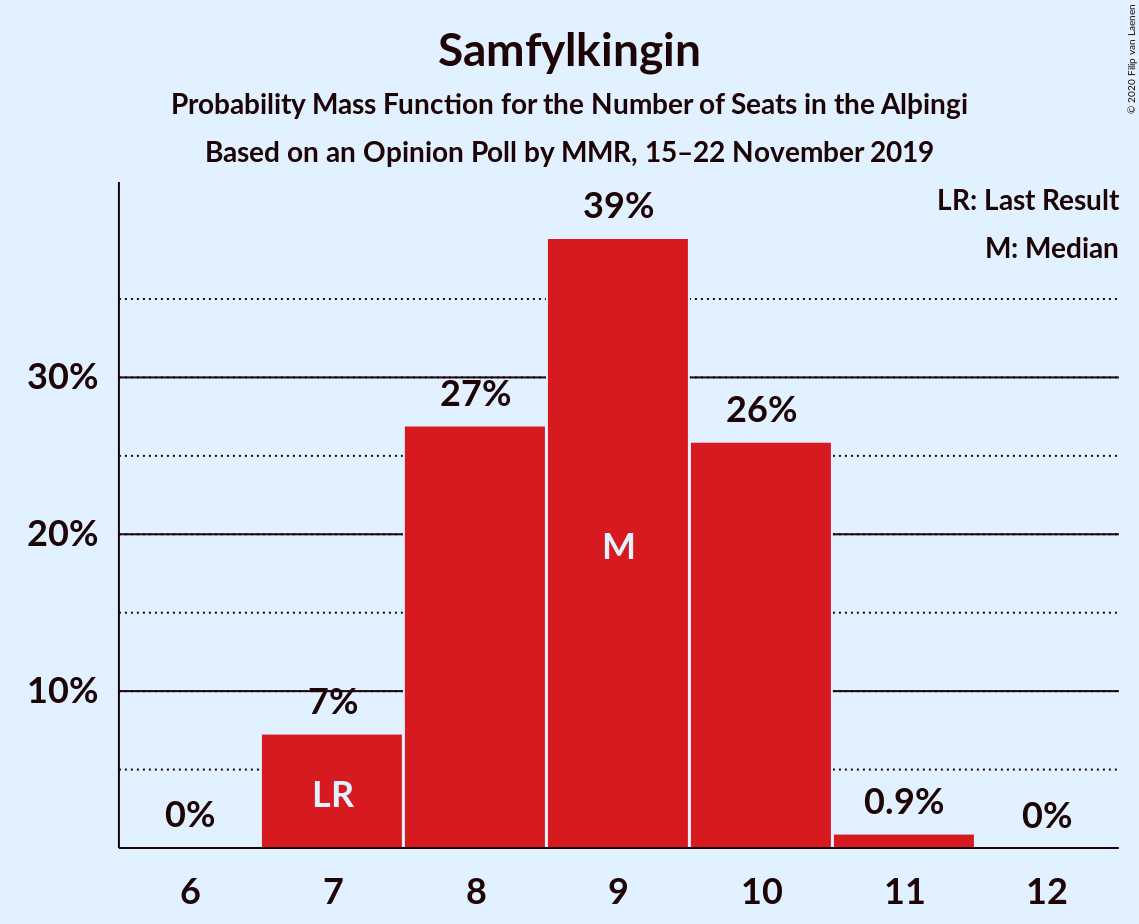 Samfylkingin
Probability Mass Function for the Number of Seats in the Alþingi
Based on an Opinion Poll by MMR, 15–22 November 2019
© 2020 Filip van Laenen
LR: Last Result
M: Median
39%
30%
27%
26%
20%
M
10%
7%
LR
0%
0.9%
0%
6 7 8 9 10 11 12